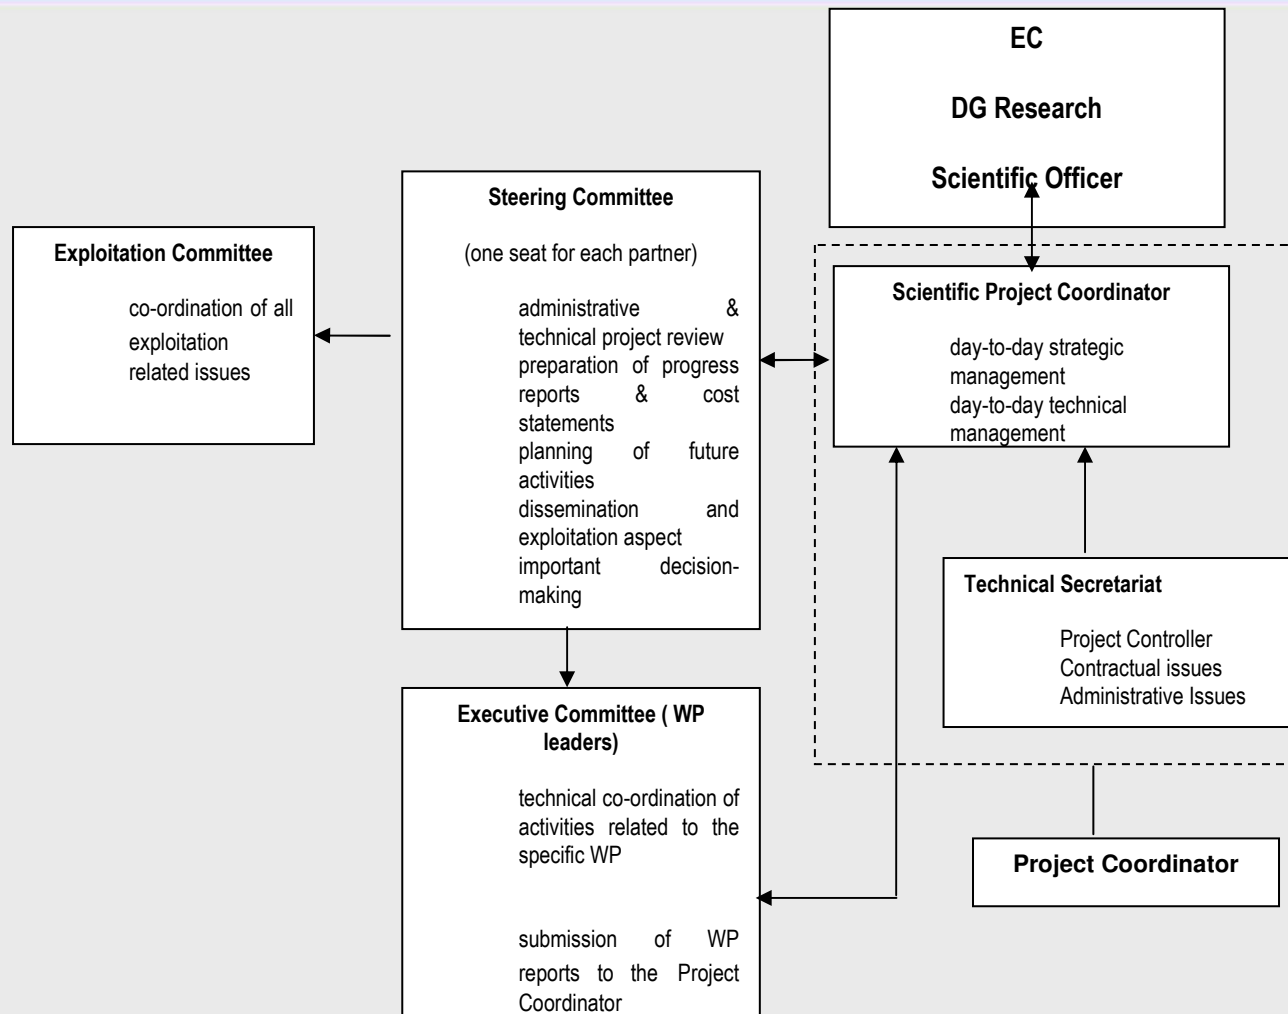 EC
DG Research
Scientific Officer
Steering Committee
(one seat for each partner)
administrative &
technical project review
preparation of progress
reports & cost
statements
planning of future
activities
dissemination and
exploitation aspect
important decision-
making
Exploitation Committee
co-ordination of all
exploitation
related issues
Scientific Project Coordinator
day-to-day strategic
management
day-to-day technical
management
Technical Secretariat
Project Controller
Contractual issues
Administrative Issues
Executive Committee ( WP
leaders)
technical co-ordination of
activities related to the
specific WP
submission of WP
reports to the Project
Coordinator
Project Coordinator